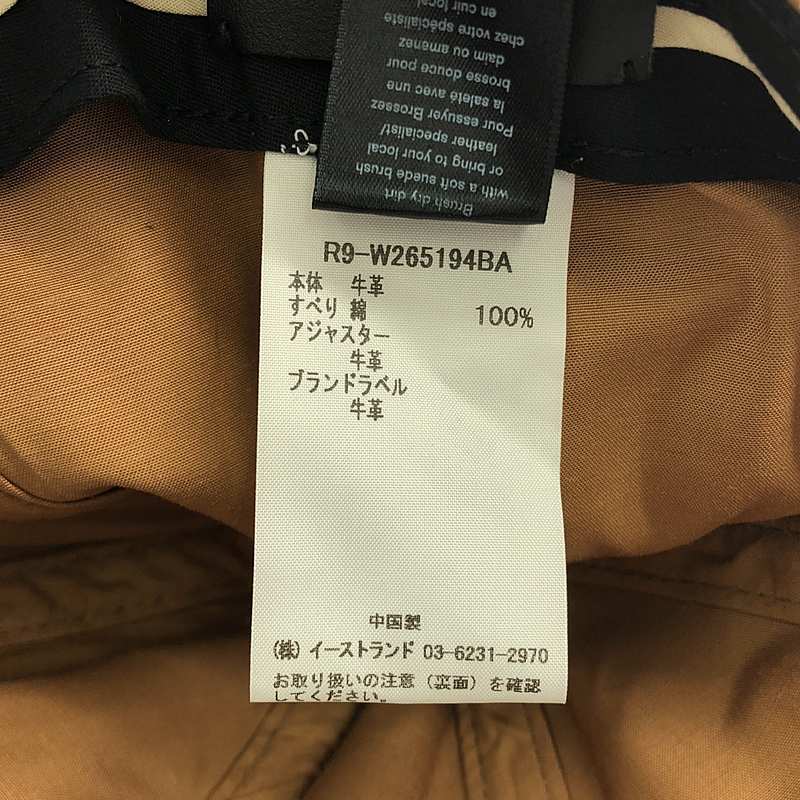 Brush dry dirt
with a soft suede brush
or bring to your local
leather specialist/
Pour essuyer Brossez
la saleté avec une
brosse douce pour
daim ou amenez
chez votre spécialiste
en cuir local
R9-W265194BA
本体 牛革
すべり 綿 100%
アジャスター
牛革
ブランドラベル
牛革
中国製
(株) イーストランド 03-6231-2970
お取り扱いの注意（裏面）を確認
してください。